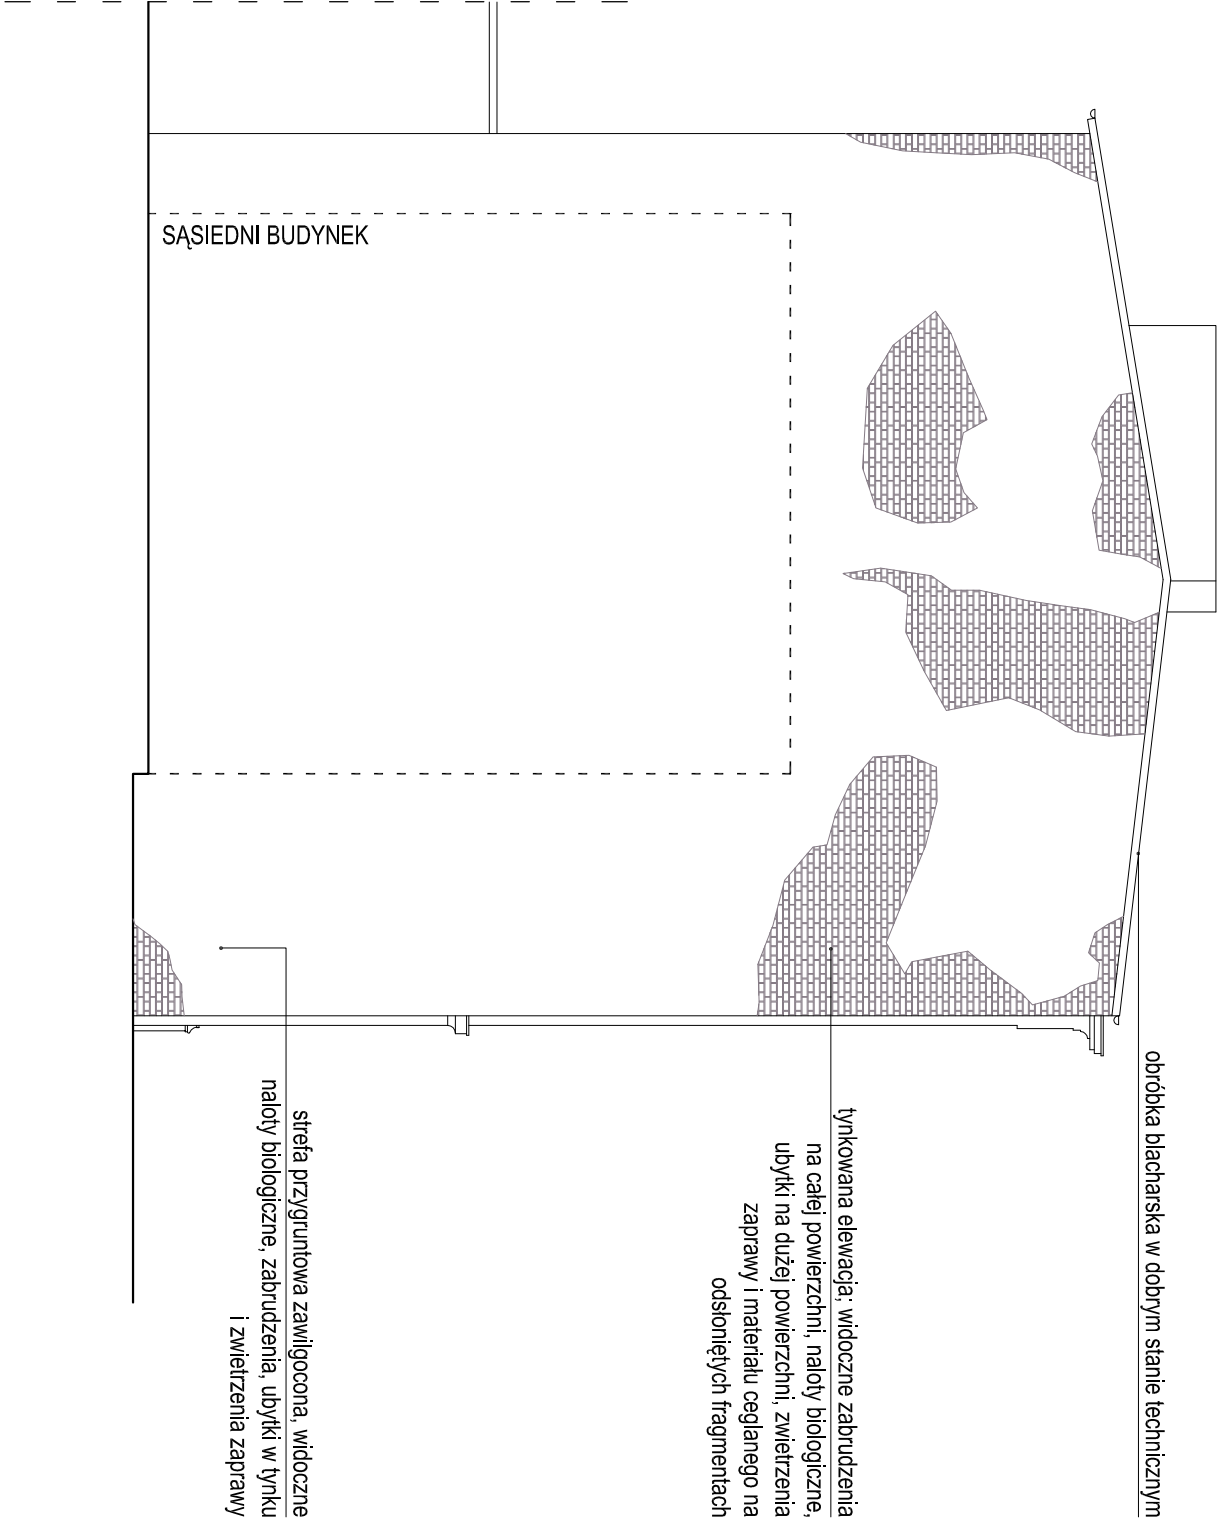 SĄSIEDNI BUDYNEK
obróbka blacharska w dobrym stanie technicznym
tynkowana elewacja; widoczne zabrudzenia
na całej powierzchni, naloty biologiczne,
ubytki na dużej powierzchni, zwietrzenia
zaprawy i materiału ceglanego na
odsłoniętych fragmentach
strefa przygruntowa zawilgocona, widoczne
naloty biologiczne, zabrudzenia, ubytki w tynku
i zwietrzenia zaprawy